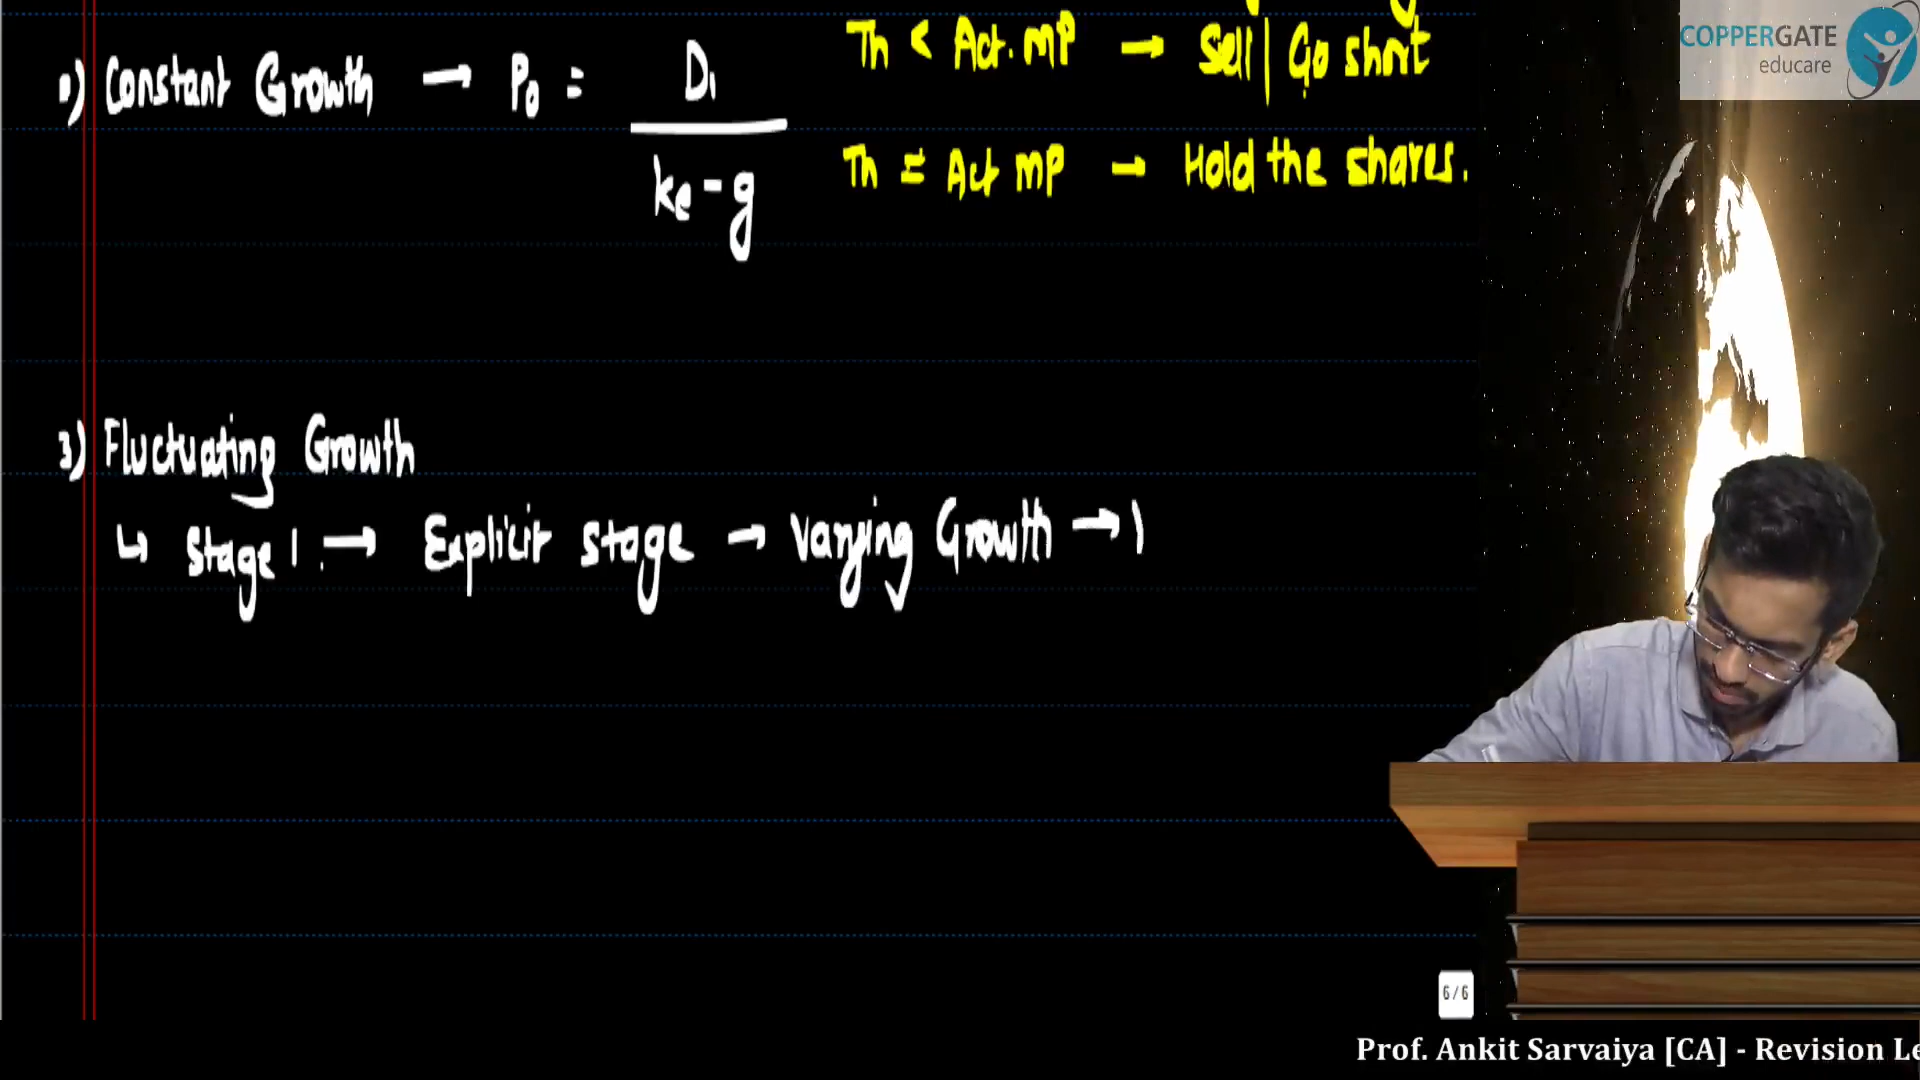 Th < Act. MP → Sell | Go short
2) Constant Growth → P0 = D1 / ke - g
Th = Act MP → Hold the shares.
3) Fluctuating Growth
↳ Stage 1 → Explicit stage → Varying Growth → 1
COPPERGATE
educare
6/6
Prof. Ankit Sarvaiya [CA] - Revision Le